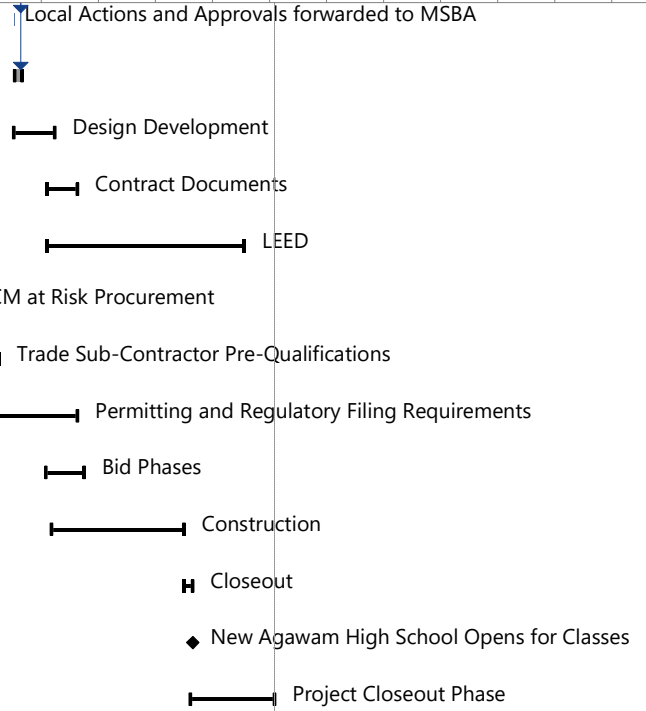 Local Actions and Approvals forwarded to MSBA
Design Development
Contract Documents
LEED
CM at Risk Procurement
Trade Sub-Contractor Pre-Qualifications
Permitting and Regulatory Filing Requirements
Bid Phases
Construction
Closeout
New Agawam High School Opens for Classes
Project Closeout Phase